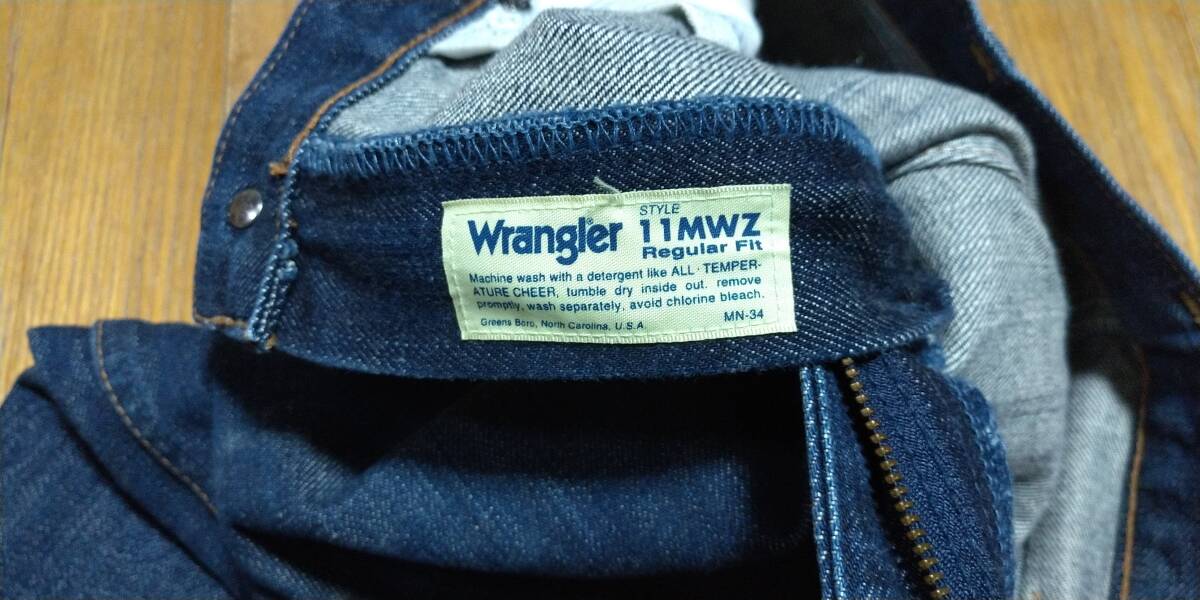 Wrangler®
STYLE
11MWZ
Regular Fit
Machine wash with a detergent like ALL·TEMPER-
ATURE CHEER, tumble dry inside out. remove
promptly, wash separately, avoid chlorine bleach.
Greens Boro, North Carolina, U.S.A. MN-34